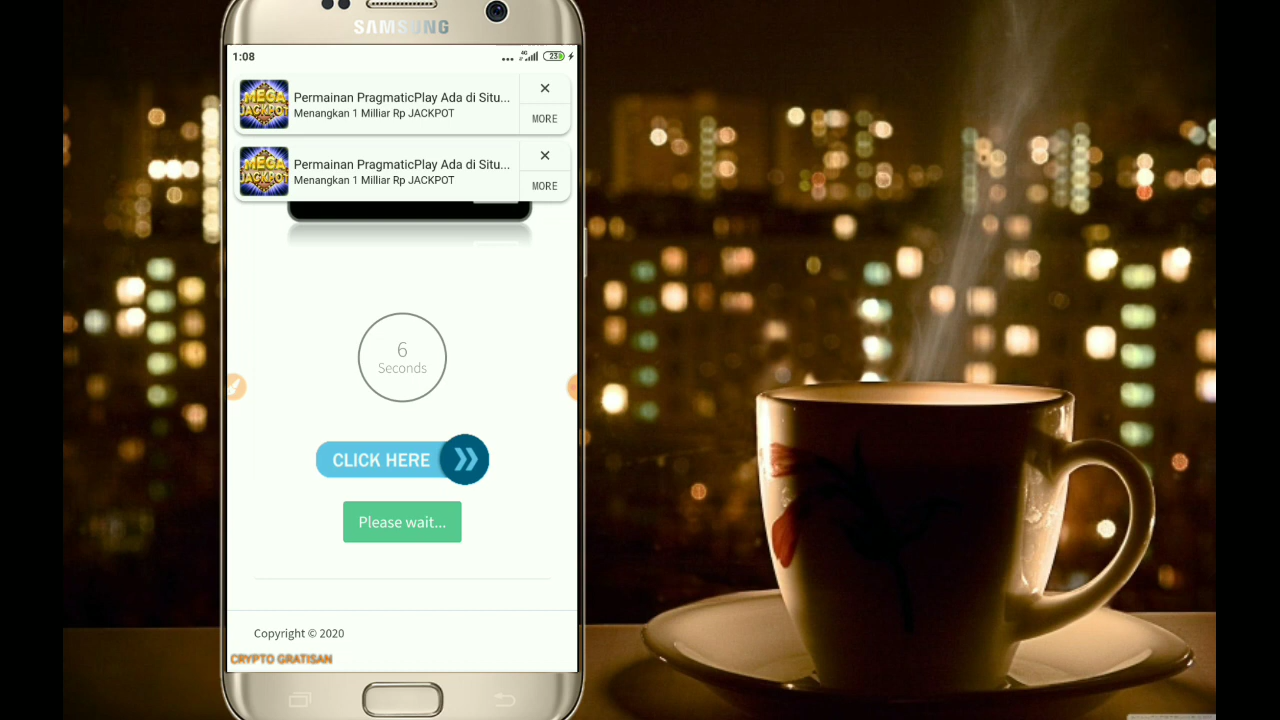 SAMSUNG
1:08
4G
23
MEGA
JACKPOT
Permainan PragmaticPlay Ada di Situ...
Menangkan 1 Milliar Rp JACKPOT
×
MORE
MEGA
JACKPOT
Permainan PragmaticPlay Ada di Situ...
Menangkan 1 Milliar Rp JACKPOT
×
MORE
6
Seconds
CLICK HERE
Please wait...
Copyright © 2020
CRYPTO GRATISAN